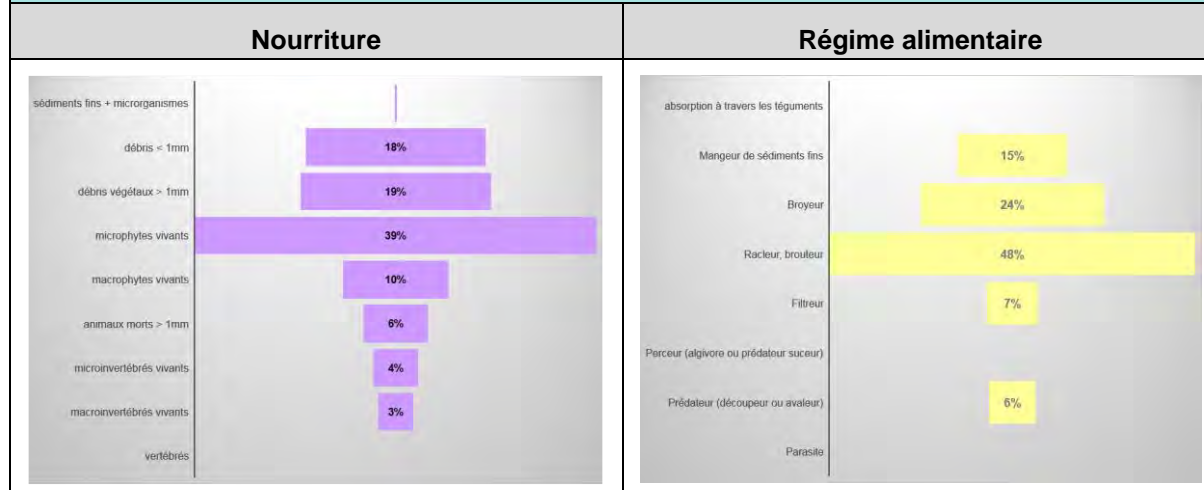 Nourriture
sédiments fins + microrganismes
débris < 1mm
18%
débris végétaux > 1mm
19%
microphytes vivants
39%
macrophytes vivants
10%
animaux morts > 1mm
6%
microinvertébrés vivants
4%
macroinvertébrés vivants
3%
vertébrés
Régime alimentaire
absorption à travers les téguments
Mangeur de sédiments fins
15%
Broyeur
24%
Racleur, brouteur
48%
Filtreur
7%
Perceur (algivore ou prédateur suceur)
Prédateur (découpeur ou avaleur)
6%
Parasite